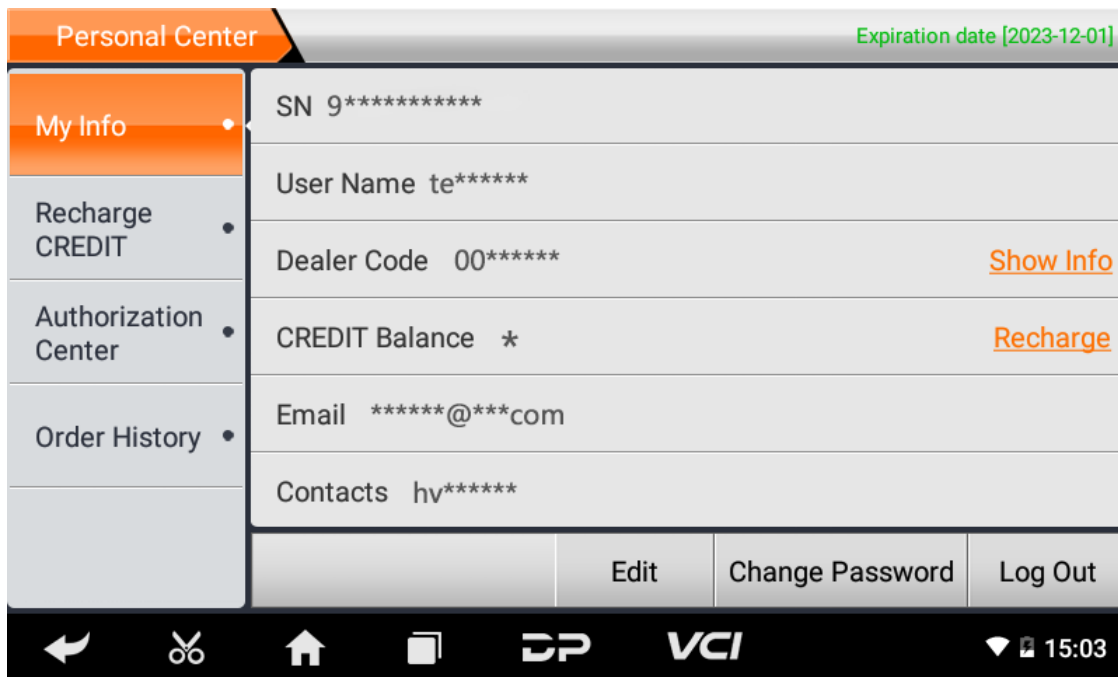 Personal Center
Expiration date [2023-12-01]
My Info
Recharge
CREDIT
Authorization
Center
Order History
SN 9***********
User Name te******
Dealer Code 00******
Show Info
CREDIT Balance *
Recharge
Email ******@***com
Contacts hv******
Edit
Change Password
Log Out
DP
VCI
15:03